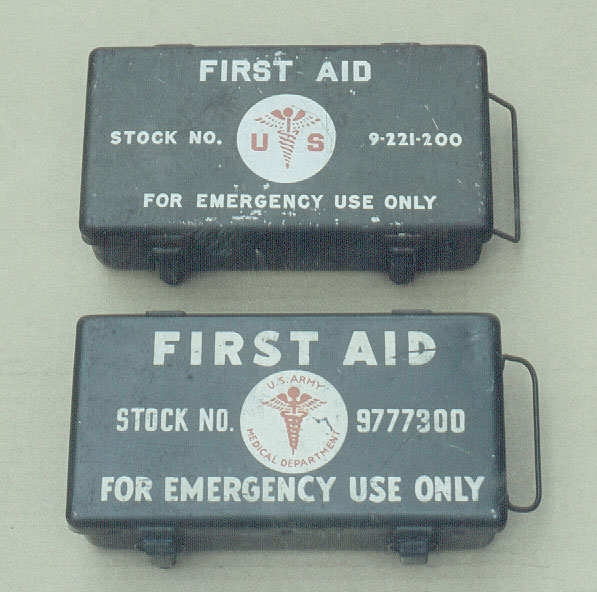 FIRST AID
STOCK NO. U S 9-221-200
FOR EMERGENCY USE ONLY
FIRST AID
U.S. ARMY
STOCK NO. 9777300
MEDICAL DEPARTMENT
FOR EMERGENCY USE ONLY